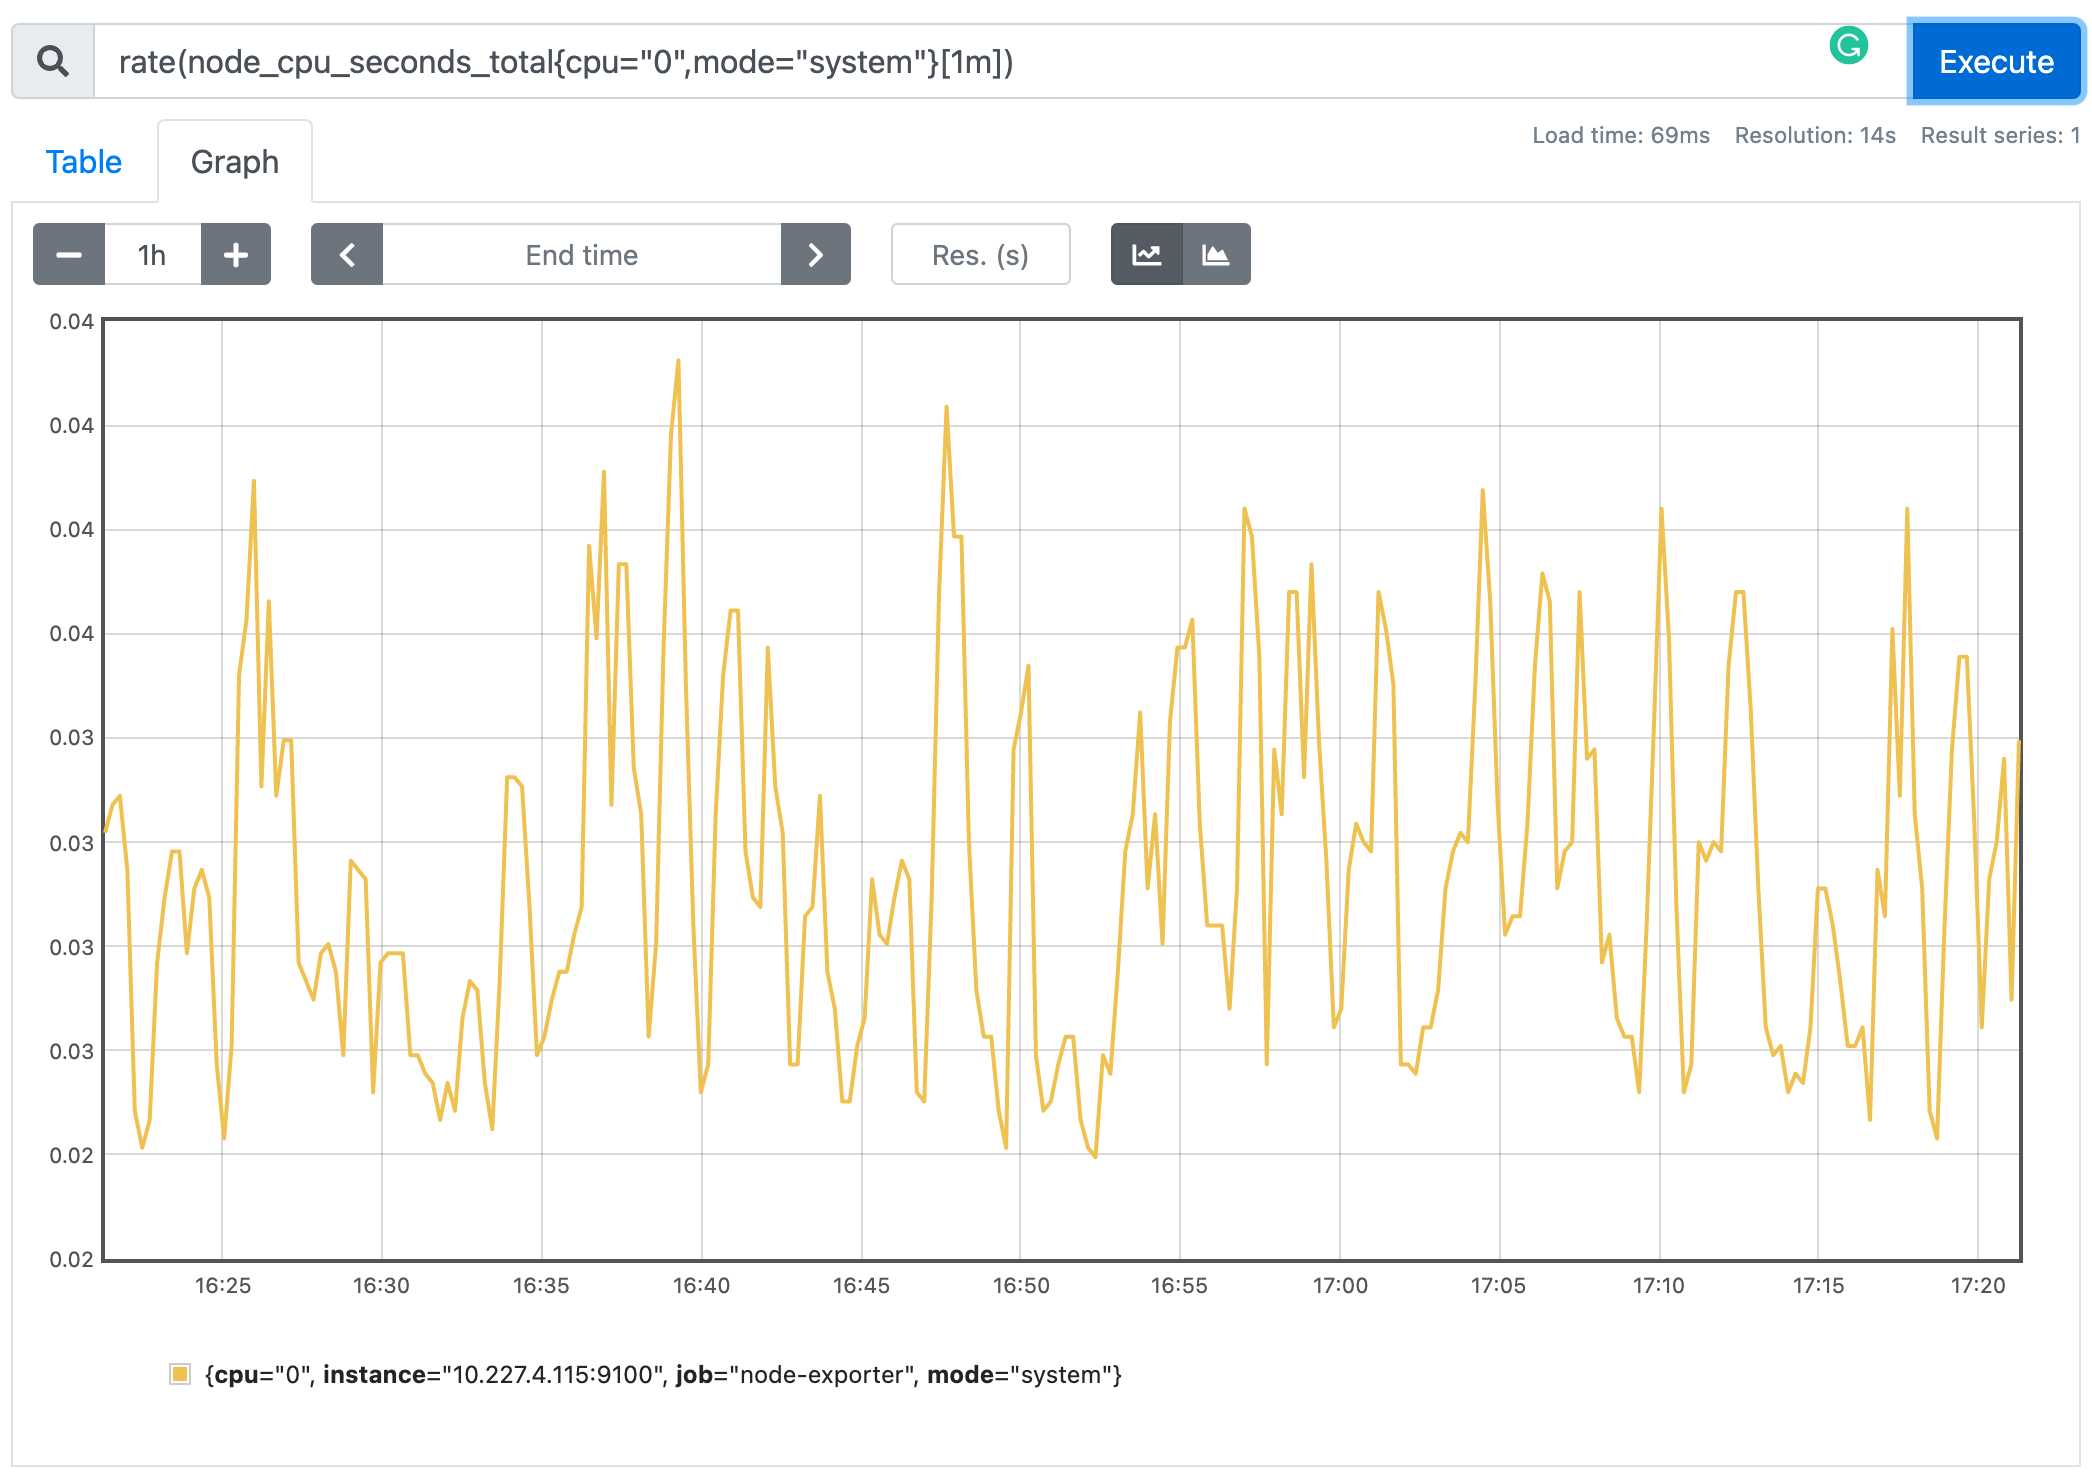 rate(node_cpu_seconds_total{cpu="0",mode="system"}[1m])
Execute
Load time: 69ms Resolution: 14s Result series: 1
Table Graph
1h End time Res. (s)
0.04
0.04
0.04
0.04
0.03
0.03
0.03
0.03
0.02
0.02
16:25 16:30 16:35 16:40 16:45 16:50 16:55 17:00 17:05 17:10 17:15 17:20
{cpu="0", instance="10.227.4.115:9100", job="node-exporter", mode="system"}